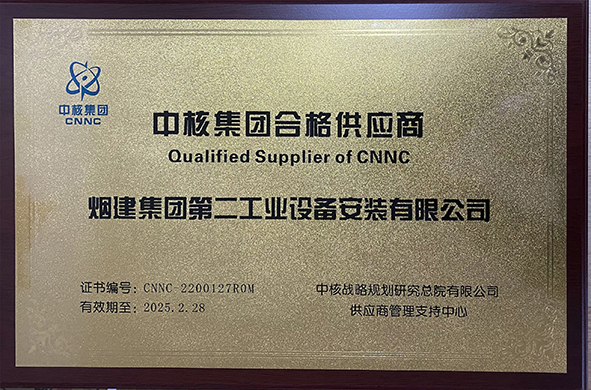 中核集团
CNNC
中核集团合格供应商
Qualified Supplier of CNNC
烟建集团第二工业设备安装有限公司
证书编号: CNNC-2200127R0M
有效期至: 2025.2.28
中核战略规划研究总院有限公司
供应商管理支持中心